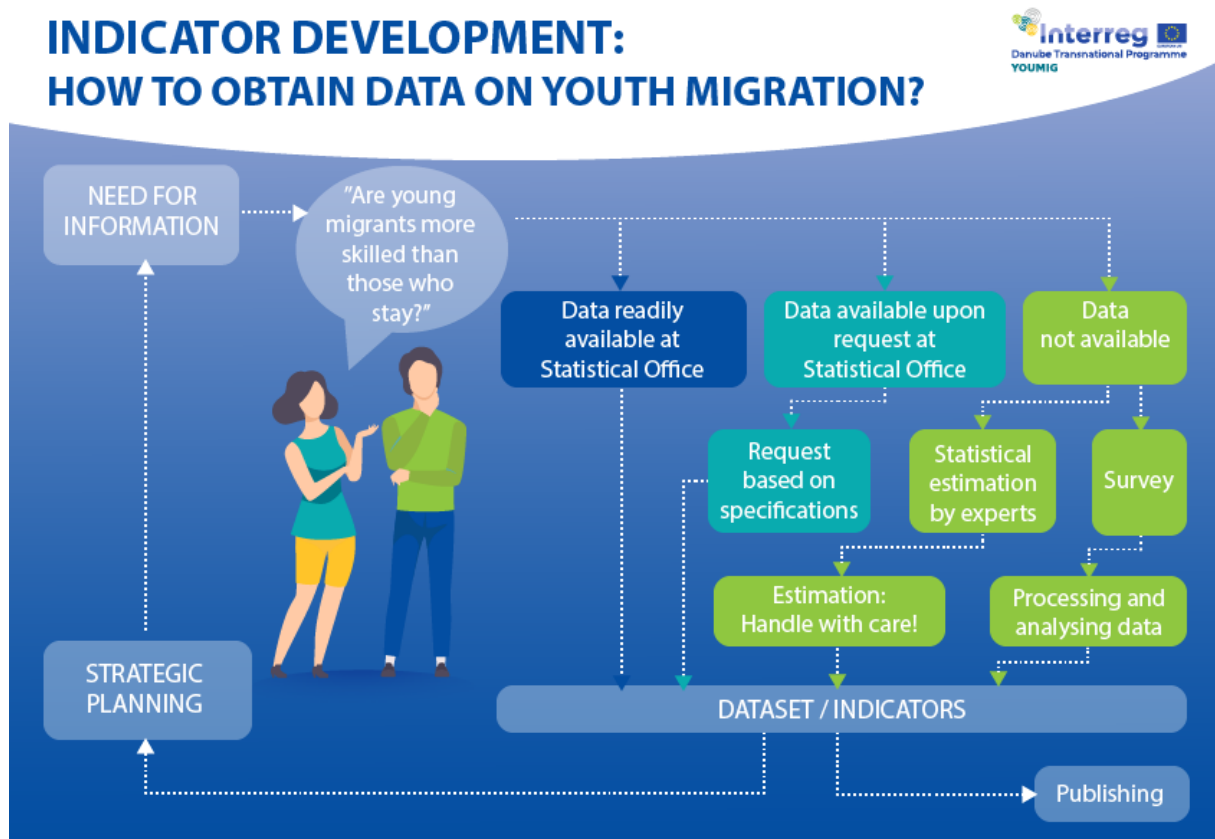 INDICATOR DEVELOPMENT:
HOW TO OBTAIN DATA ON YOUTH MIGRATION?
Interreg
EUROPEAN UNION
Danube Transnational Programme
YOUMIG
NEED FOR
INFORMATION
"Are young
migrants more
skilled than
those who
stay?"
Data readily
available at
Statistical Office
Data available upon
request at
Statistical Office
Data
not available
Request
based on
specifications
Statistical
estimation
by experts
Survey
Estimation:
Handle with care!
Processing and
analysing data
STRATEGIC
PLANNING
DATASET / INDICATORS
Publishing